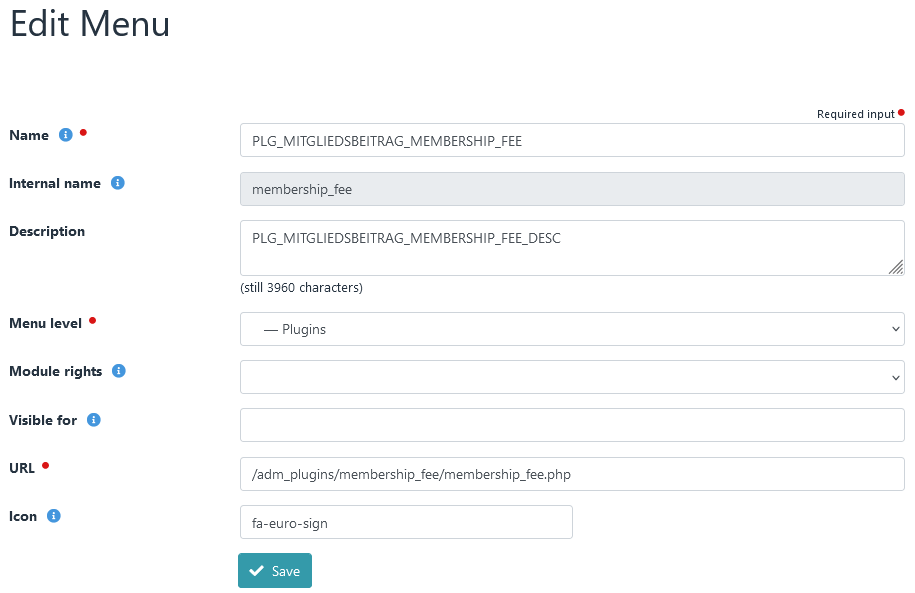 Edit Menu
Required input
Name
PLG_MITGLIEDSBEITRAG_MEMBERSHIP_FEE
Internal name
membership_fee
Description
PLG_MITGLIEDSBEITRAG_MEMBERSHIP_FEE_DESC
(still 3960 characters)
Menu level
— Plugins
Module rights
Visible for
URL
/adm_plugins/membership_fee/membership_fee.php
Icon
fa-euro-sign
Save